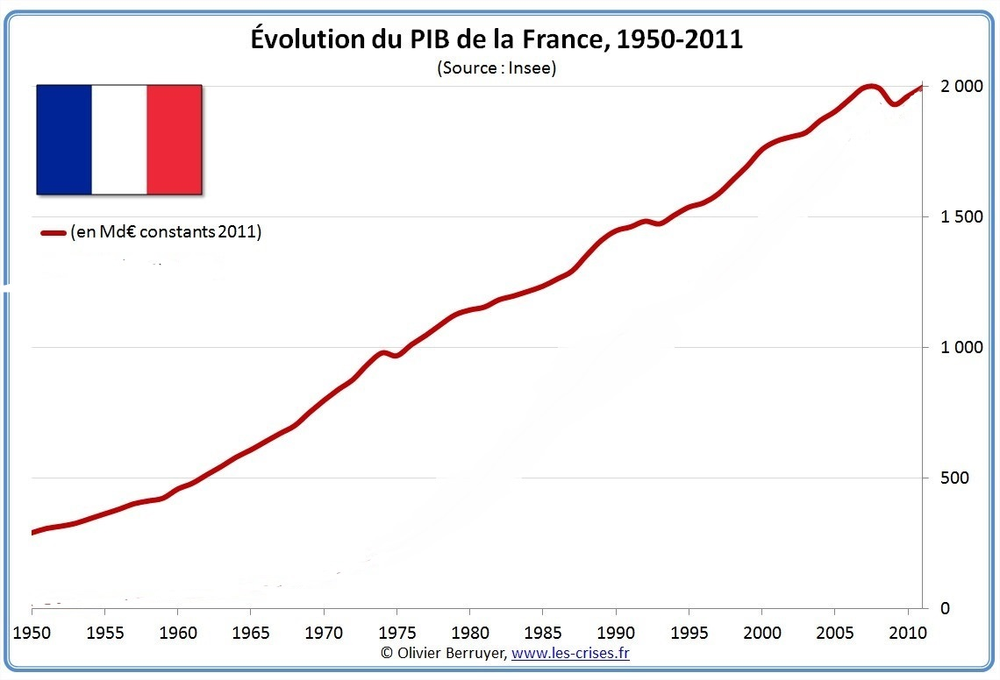 Évolution du PIB de la France, 1950-2011
(Source : Insee)
2 000
(en Md€ constants 2011)
1 500
1 000
500
0
1950 1955 1960 1965 1970 1975 1980 1985 1990 1995 2000 2005 2010
© Olivier Berruyer, www.les-crises.fr